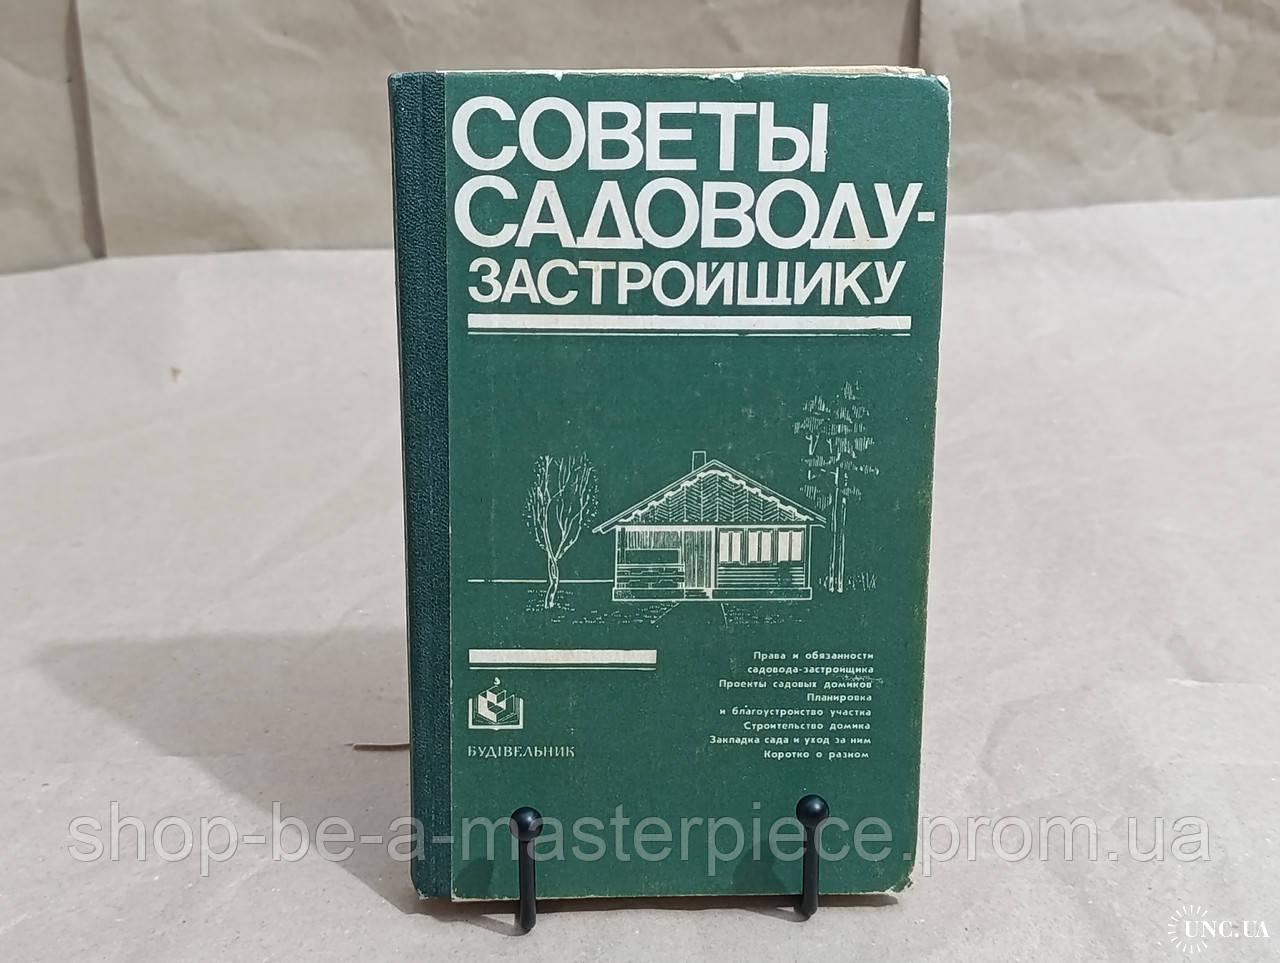 СОВЕТЫ
САДОВОДУ-
ЗАСТРОЙЩИКУ
Права и обязанности
садовода-застройщика
Проекты садовых домиков
Планировка
и благоустройство участка
Строительство домика
Закладка сада и уход за ним
Коротко о разном
БУДІВЕЛЬНИК
shop-be-a-masterpiece.prom.ua
UNC.UA